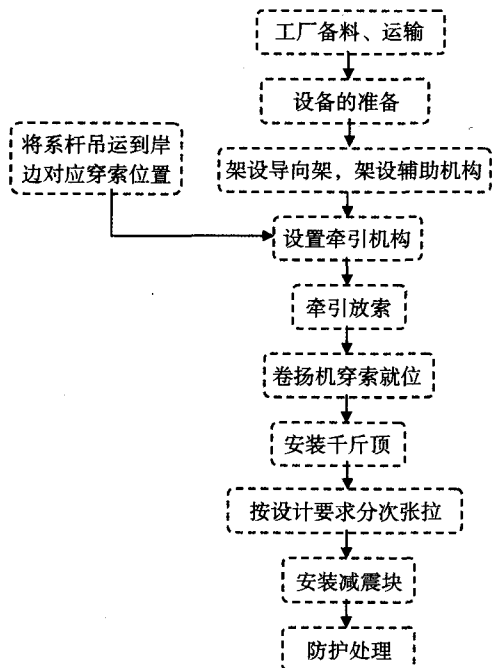 工厂备料、运输
设备的准备
将系杆吊运到岸
边对应穿索位置
架设导向架，架设辅助机构
设置牵引机构
牵引放索
卷扬机穿索就位
安装千斤顶
按设计要求分次张拉
安装减震块
防护处理